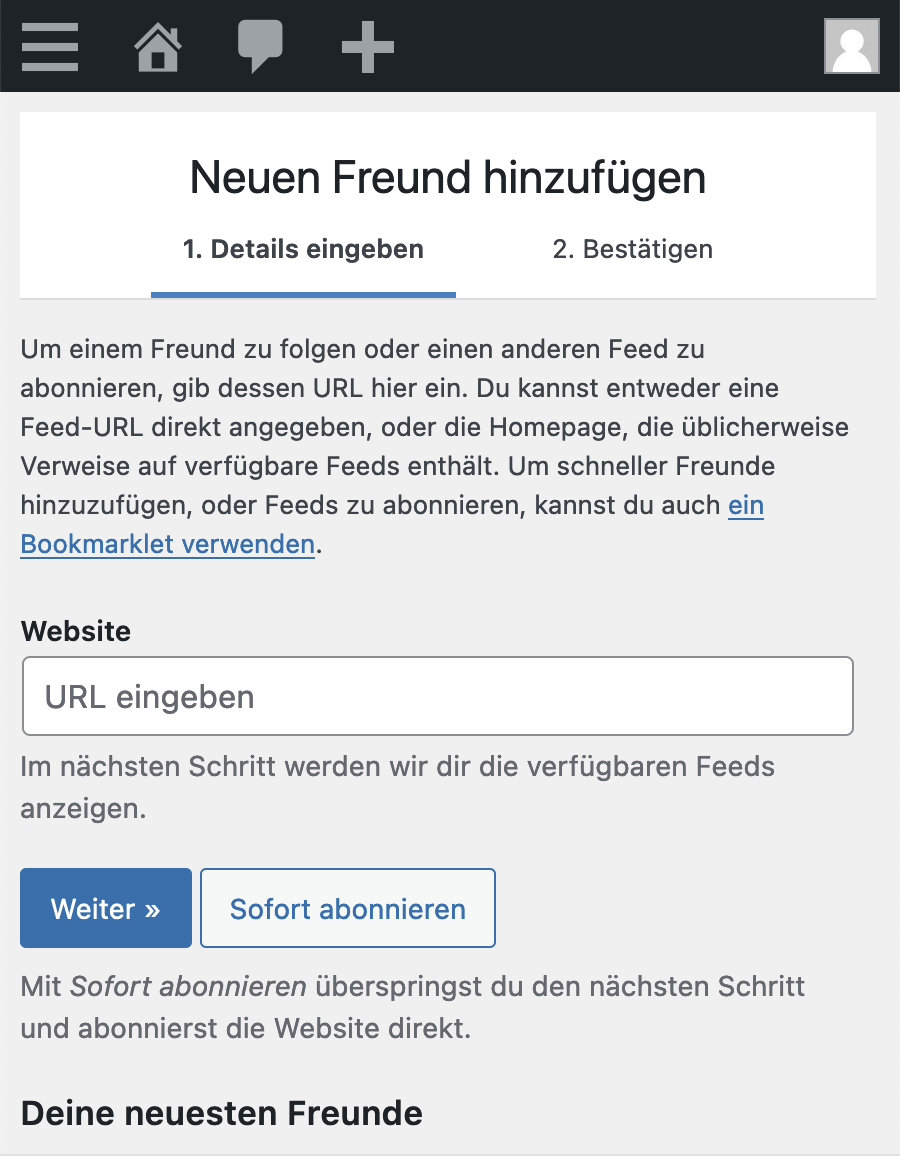 Neuen Freund hinzufügen
1. Details eingeben
2. Bestätigen
Um einem Freund zu folgen oder einen anderen Feed zu
abonnieren, gib dessen URL hier ein. Du kannst entweder eine
Feed-URL direkt angegeben, oder die Homepage, die üblicherweise
Verweise auf verfügbare Feeds enthält. Um schneller Freunde
hinzuzufügen, oder Feeds zu abonnieren, kannst du auch ein
Bookmarklet verwenden.
Website
URL eingeben
Im nächsten Schritt werden wir dir die verfügbaren Feeds
anzeigen.
Weiter »
Sofort abonnieren
Mit Sofort abonnieren überspringst du den nächsten Schritt
und abonnierst die Website direkt.
Deine neuesten Freunde